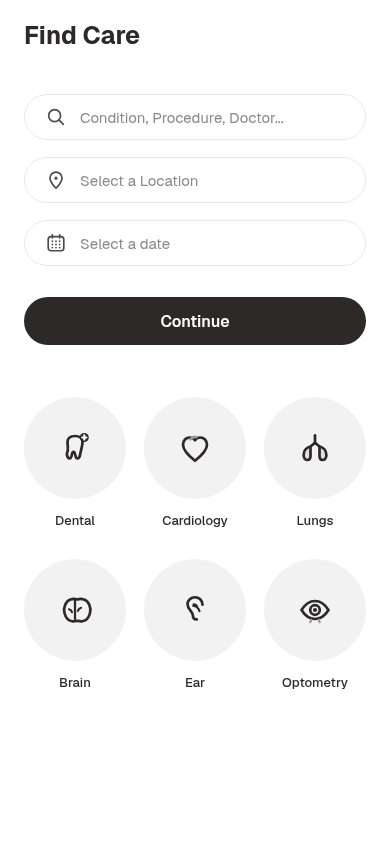 Find Care
Condition, Procedure, Doctor...
Select a Location
Select a date
Continue
Dental
Cardiology
Lungs
Brain
Ear
Optometry